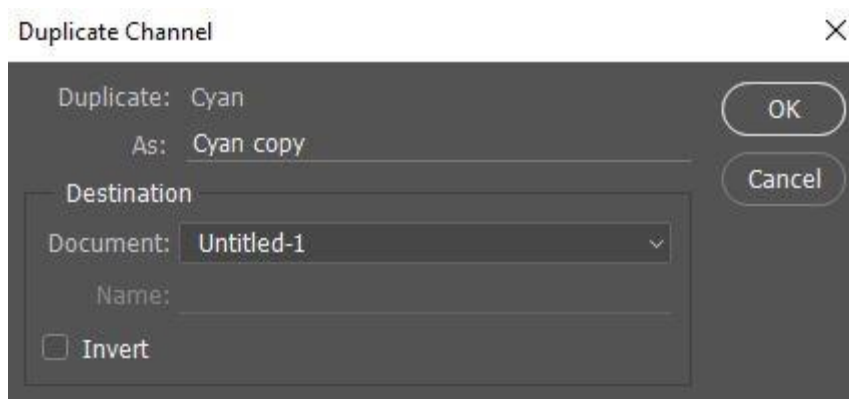 Duplicate Channel
Duplicate: Cyan
OK
As: Cyan copy
Cancel
Destination
Document: Untitled-1
Name:
Invert